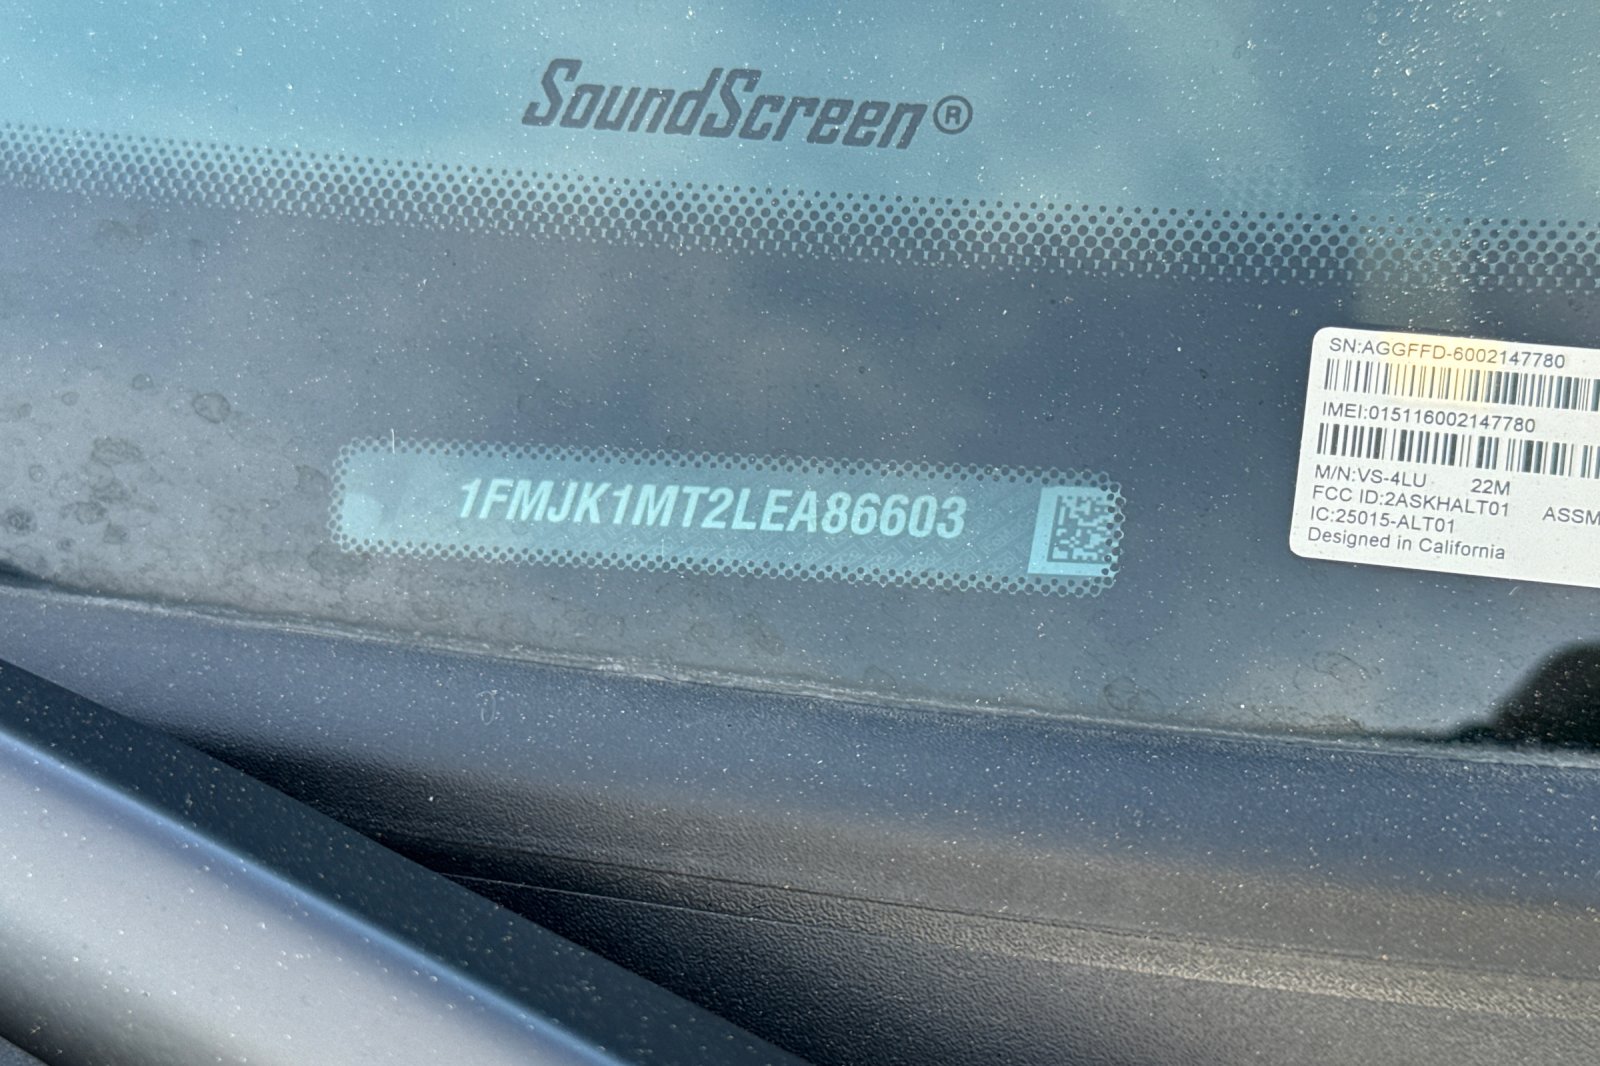 SoundScreen®
1FMJK1MT2LEA86603
SN:AGGFFD-6002147780
IMEI:015116002147780
M/N:VS-4LU 22M
FCC ID:2ASKHALT01 ASSM
IC:25015-ALT01
Designed in California